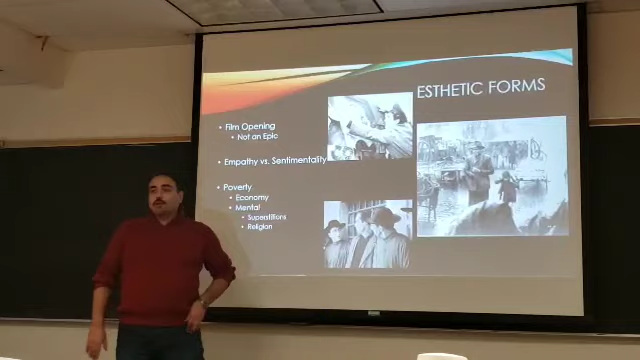 ESTHETIC FORMS
• Film Opening
• Not an Epic
• Empathy vs. Sentimentality
• Poverty
• Economy
• Mental
• Superstitions
• Religion